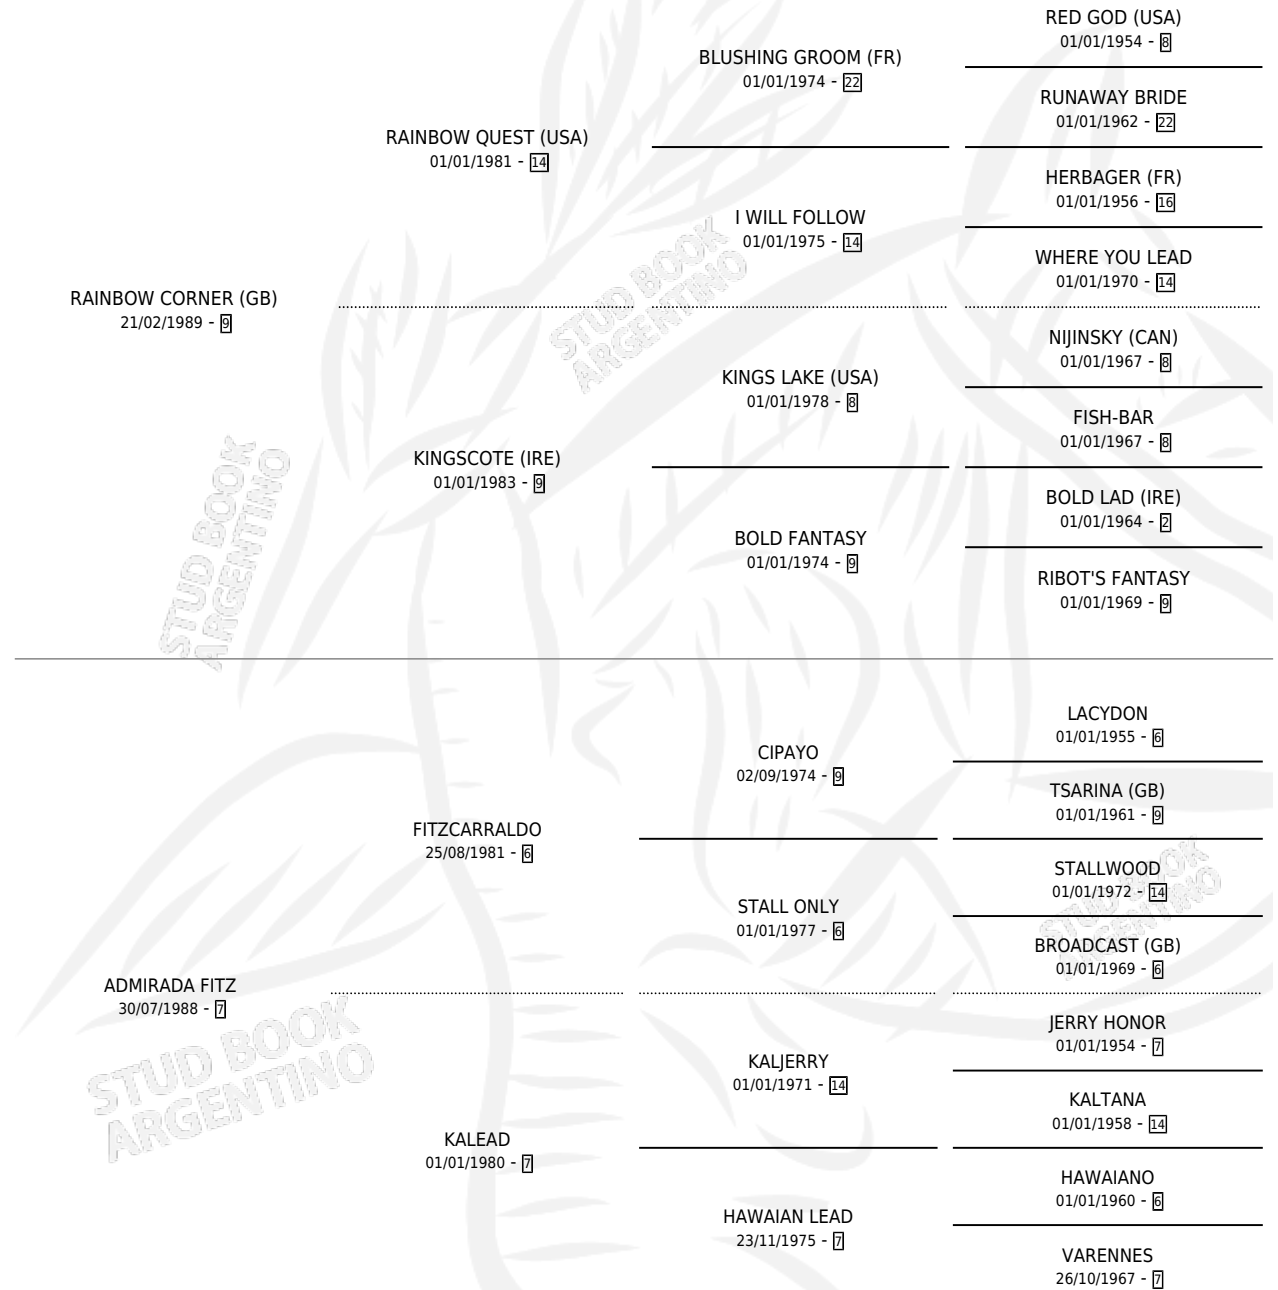 RED GOD (USA)
01/01/1954 - 8
BLUSHING GROOM (FR)
01/01/1974 - 22
RUNAWAY BRIDE
01/01/1962 - 22
RAINBOW QUEST (USA)
01/01/1981 - 14
HERBAGER (FR)
01/01/1956 - 16
I WILL FOLLOW
01/01/1975 - 14
WHERE YOU LEAD
01/01/1970 - 14
RAINBOW CORNER (GB)
21/02/1989 - 9
NIJINSKY (CAN)
01/01/1967 - 8
KINGS LAKE (USA)
01/01/1978 - 8
FISH-BAR
01/01/1967 - 8
KINGSCOTE (IRE)
01/01/1983 - 9
BOLD LAD (IRE)
01/01/1964 - 2
BOLD FANTASY
01/01/1974 - 9
RIBOT'S FANTASY
01/01/1969 - 9
LACYDON
01/01/1955 - 6
CIPAYO
02/09/1974 - 9
TSARINA (GB)
01/01/1961 - 9
FITZCARRALDO
25/08/1981 - 6
STALLWOOD
01/01/1972 - 14
STALL ONLY
01/01/1977 - 6
BROADCAST (GB)
01/01/1969 - 6
ADMIRADA FITZ
30/07/1988 - 7
JERRY HONOR
01/01/1954 - 7
KALJERRY
01/01/1971 - 14
KALTANA
01/01/1958 - 14
KALEAD
01/01/1980 - 7
HAWAIANO
01/01/1960 - 6
HAWAIAN LEAD
23/11/1975 - 7
VARENNES
26/10/1967 - 7
STUD BOOK
ARGENTINO
STUD BOOK
ARGENTINO
STUD BOOK
ARGENTINO
STUD BOOK
ARGENTINO